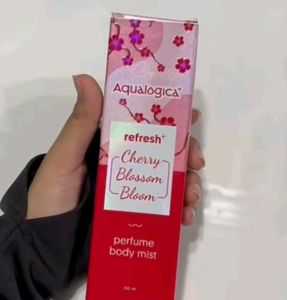 Aqualogica®
refresh+
Cherry
Blossom
Bloom
perfume
body mist